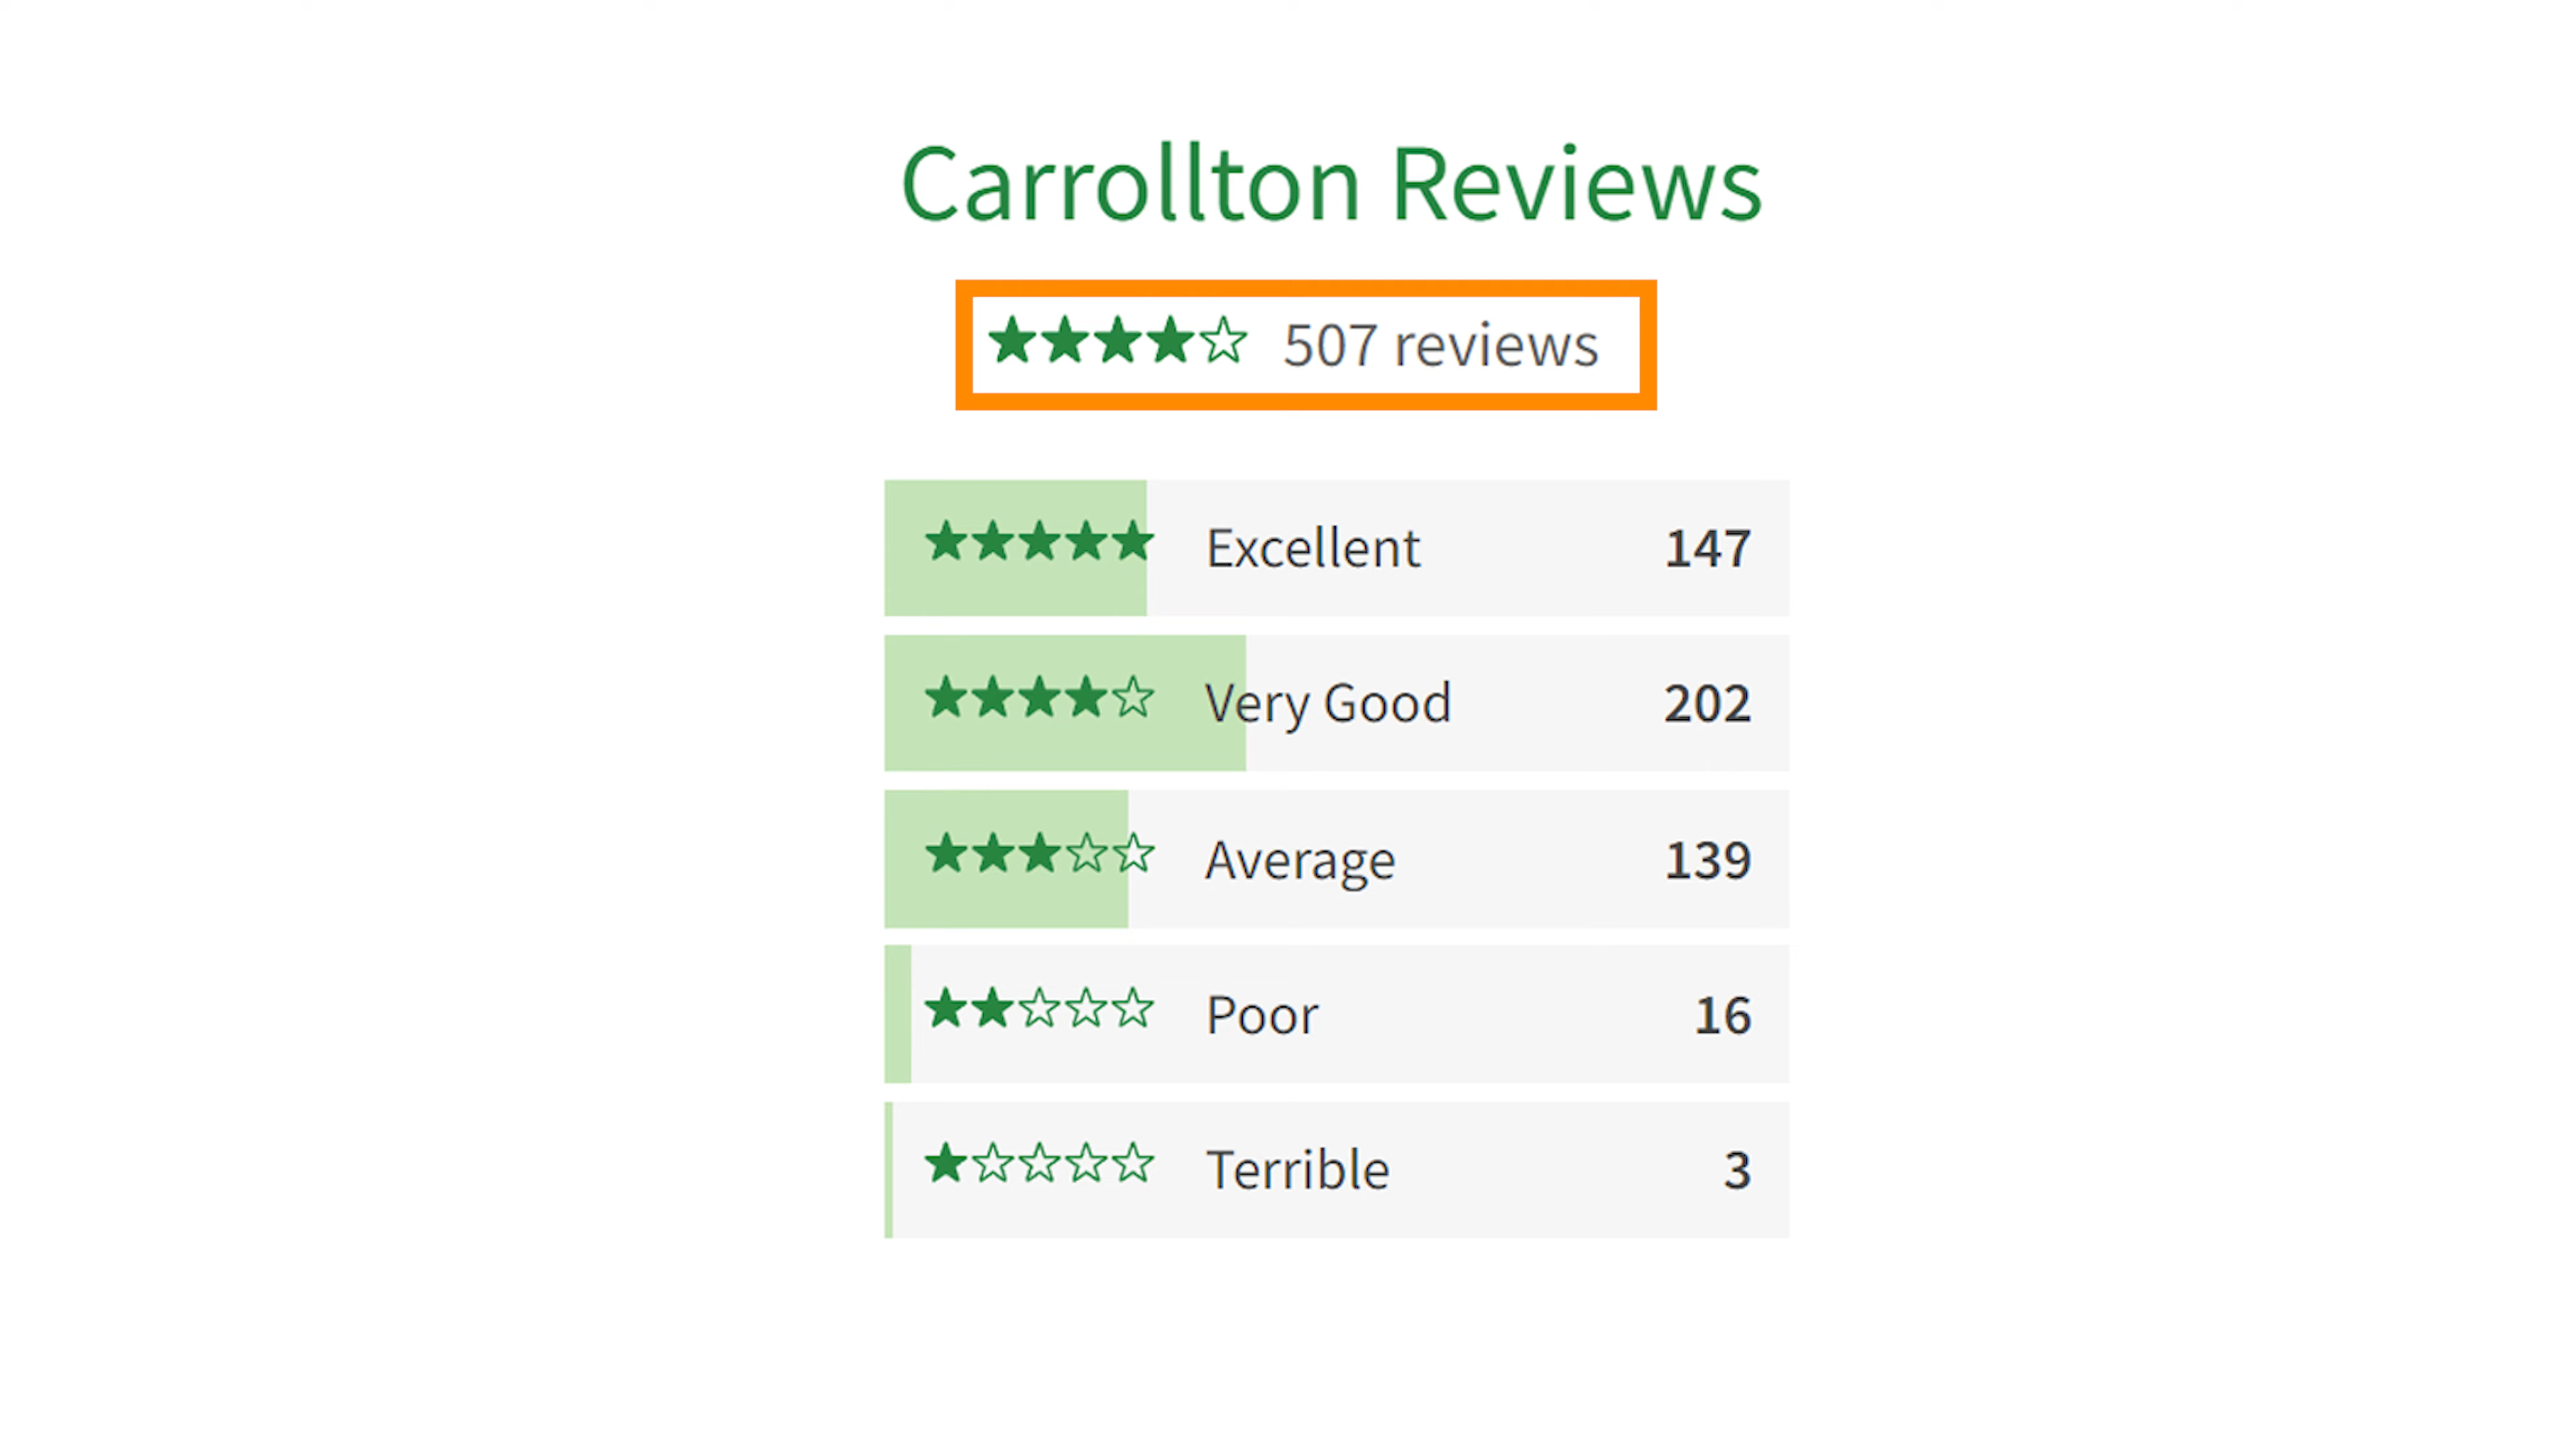 Carrollton Reviews
507 reviews
Excellent 147
Very Good 202
Average 139
Poor 16
Terrible 3